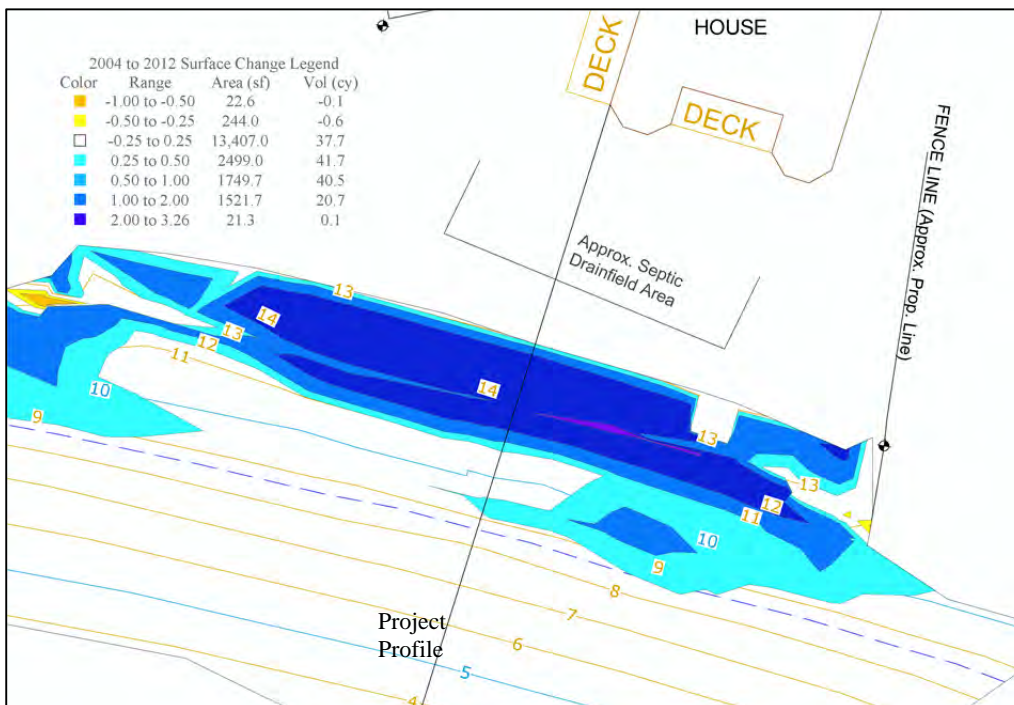 HOUSE
DECK
DECK
2004 to 2012 Surface Change Legend
Color Range Area (sf) Vol (cy)
-1.00 to -0.50 22.6 -0.1
-0.50 to -0.25 244.0 -0.6
-0.25 to 0.25 13,407.0 37.7
0.25 to 0.50 2499.0 41.7
0.50 to 1.00 1749.7 40.5
1.00 to 2.00 1521.7 20.7
2.00 to 3.26 21.3 0.1
FENCE LINE (Approx. Prop. Line)
Approx. Septic
Drainfield Area
13
14
13
12
11
14
10
9
13
13
12
11
10
9
8
7
6
5
4
Project
Profile